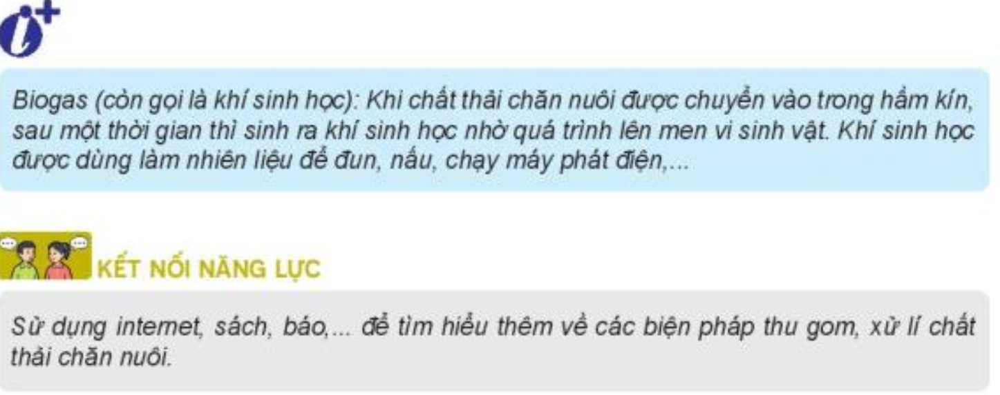 i+
Biogas (còn gọi là khí sinh học): Khi chất thải chăn nuôi được chuyển vào trong hầm kín,
sau một thời gian thì sinh ra khí sinh học nhờ quá trình lên men vi sinh vật. Khí sinh học
được dùng làm nhiên liệu để đun, nấu, chạy máy phát điện,...
KẾT NỐI NĂNG LỰC
Sử dụng internet, sách, báo,... để tìm hiểu thêm về các biện pháp thu gom, xử lí chất
thải chăn nuôi.